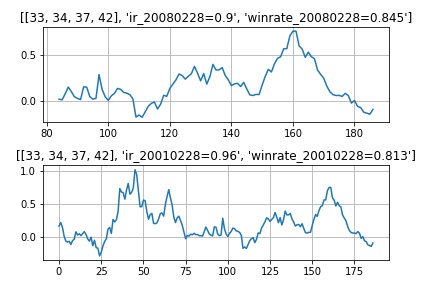 [[33, 34, 37, 42], 'ir_20080228=0.9', 'winrate_20080228=0.845']
0.5
0.0
80 100 120 140 160 180
[[33, 34, 37, 42], 'ir_20010228=0.96', 'winrate_20010228=0.813']
1.0
0.5
0.0
0 25 50 75 100 125 150 175